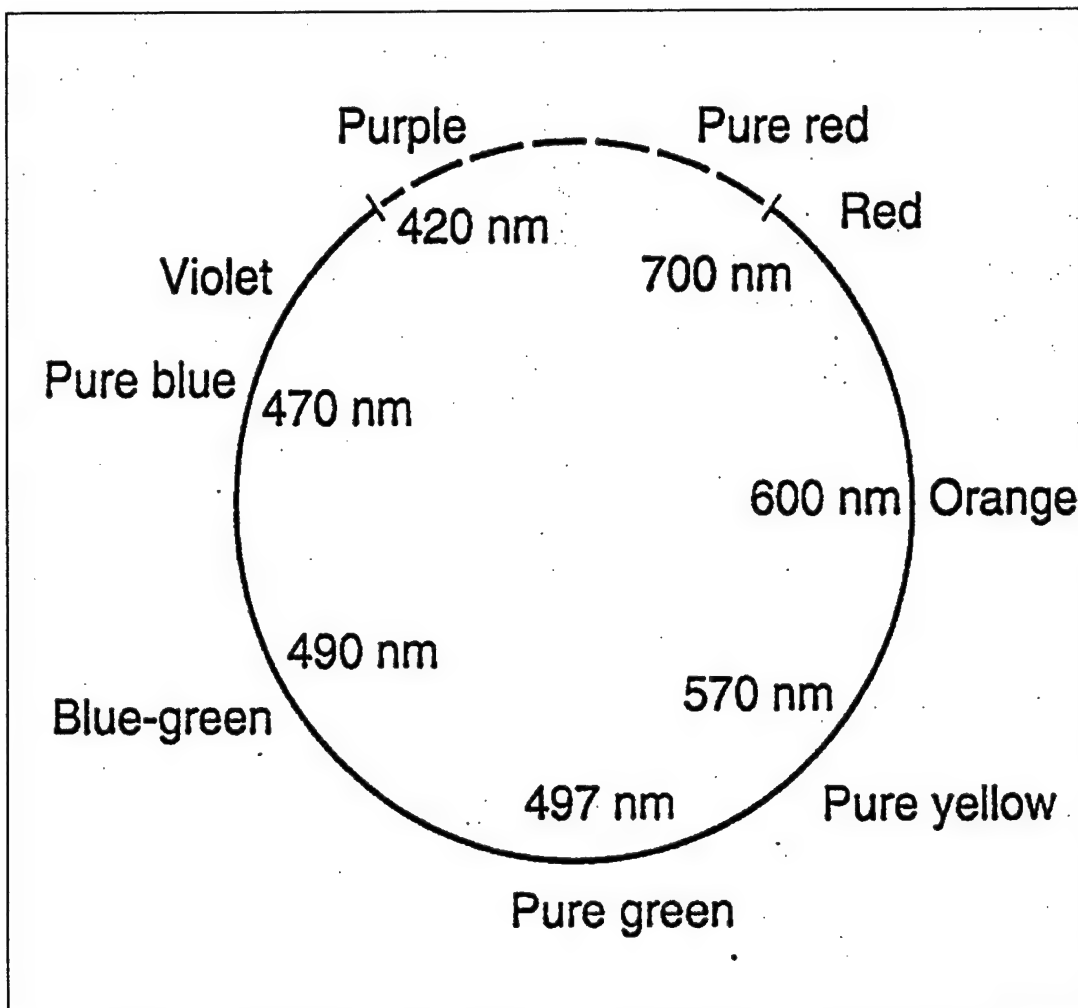 Purple
Pure red
Red
420 nm
700 nm
Violet
Pure blue
470 nm
600 nm
Orange
490 nm
570 nm
Blue-green
497 nm
Pure yellow
Pure green